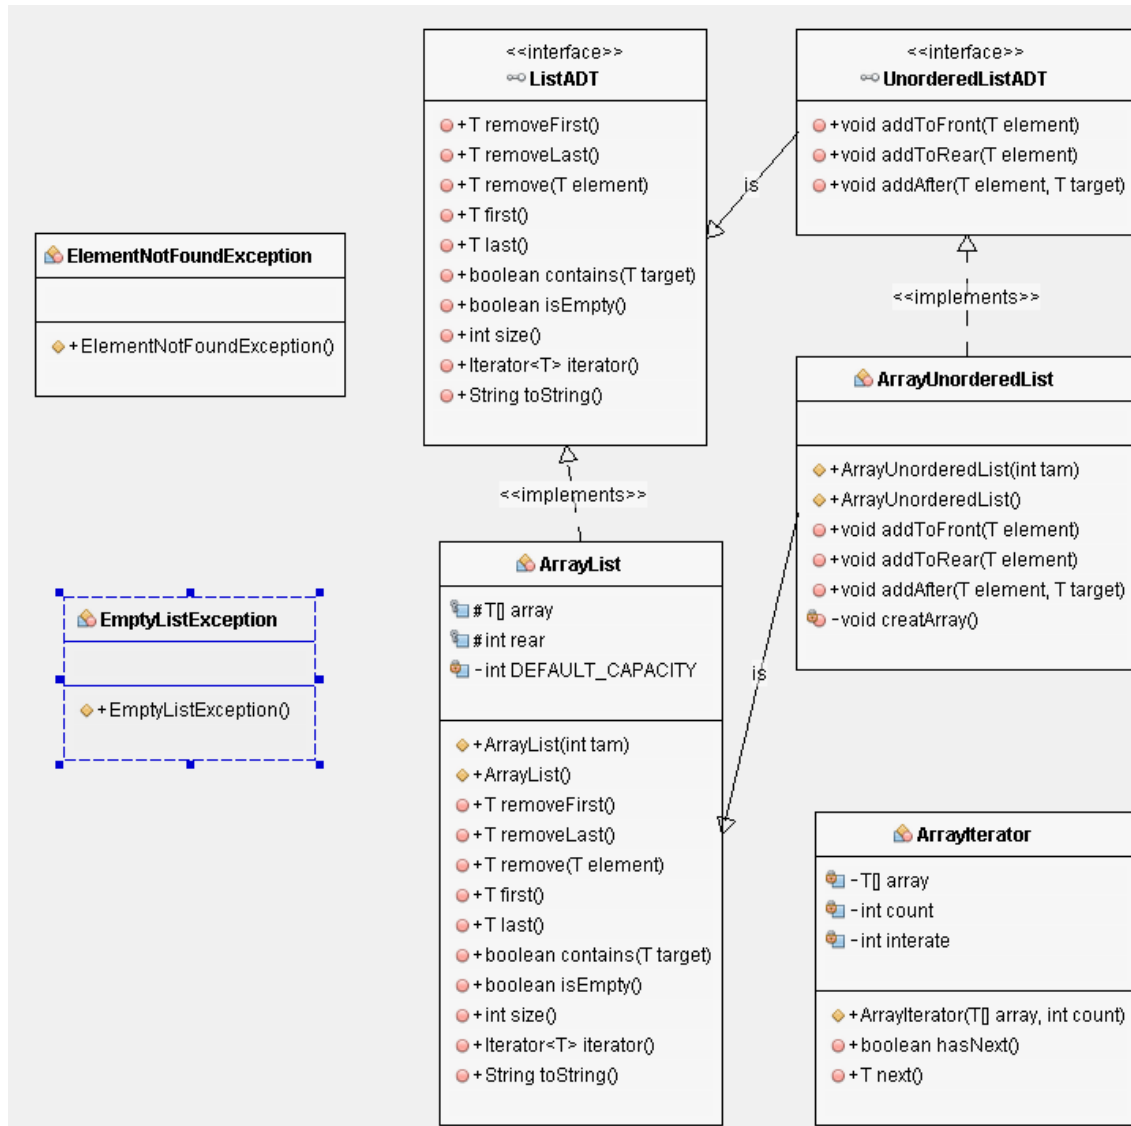 <<interface>>
ListADT
+T removeFirst()
+T removeLast()
+T remove(T element)
+T first()
+T last()
+boolean contains(T target)
+boolean isEmpty()
+int size()
+Iterator<T> iterator()
+String toString()
<<interface>>
UnorderedListADT
+void addToFront(T element)
+void addToRear(T element)
+void addAfter(T element, T target)
is
ElementNotFoundException
+ElementNotFoundException()
<<implements>>
<<implements>>
ArrayUnorderedList
+ArrayUnorderedList(int tam)
+ArrayUnorderedList()
+void addToFront(T element)
+void addToRear(T element)
+void addAfter(T element, T target)
-void creatArray()
is
EmptyListException
+EmptyListException()
ArrayList
#T[] array
#int rear
-int DEFAULT_CAPACITY
+ArrayList(int tam)
+ArrayList()
+T removeFirst()
+T removeLast()
+T remove(T element)
+T first()
+T last()
+boolean contains(T target)
+boolean isEmpty()
+int size()
+Iterator<T> iterator()
+String toString()
ArrayIterator
-T[] array
-int count
-int interate
+ArrayIterator(T[] array, int count)
+boolean hasNext()
+T next()